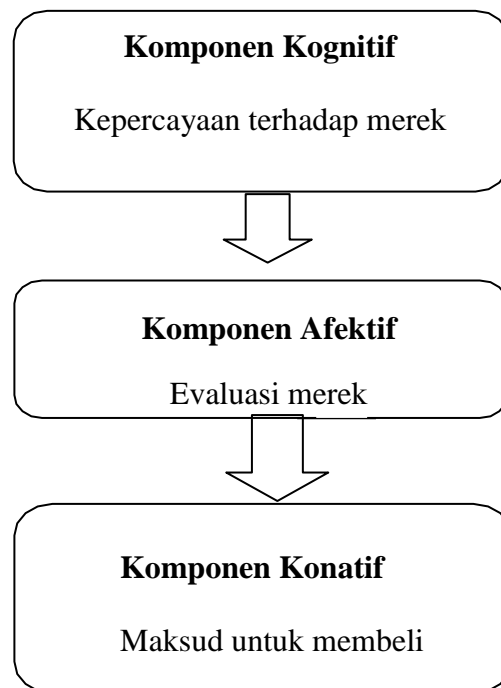 Komponen Kognitif
Kepercayaan terhadap merek
Komponen Afektif
Evaluasi merek
Komponen Konatif
Maksud untuk membeli